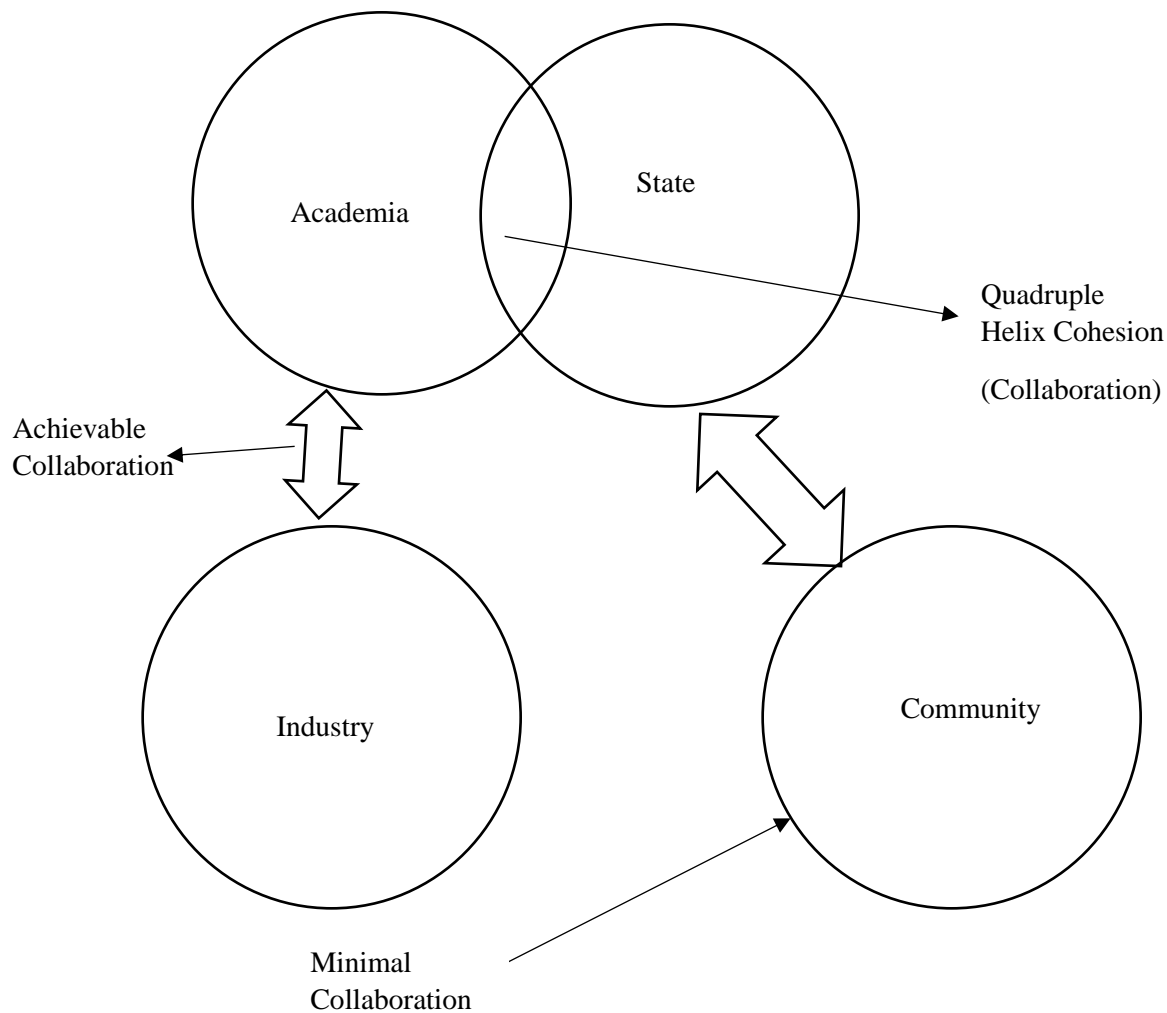 State
Academia
Quadruple
Helix Cohesion
(Collaboration)
Achievable
Collaboration
Industry
Community
Minimal
Collaboration